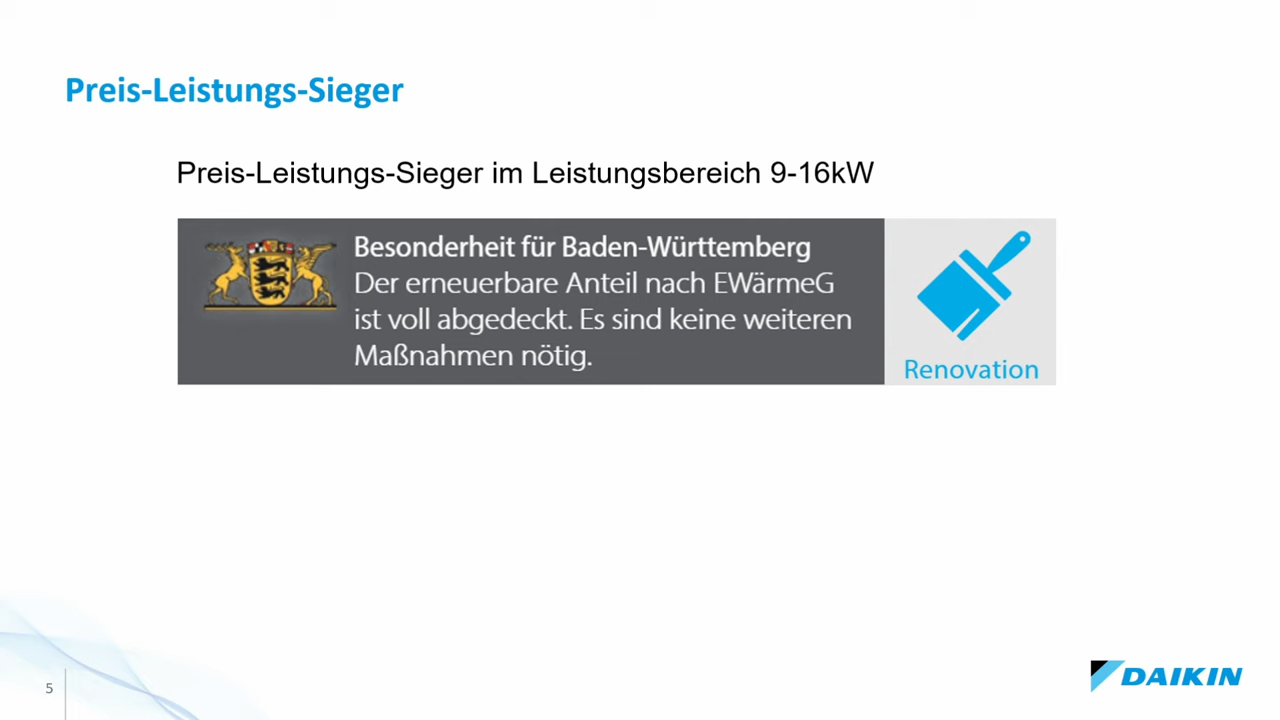 Preis-Leistungs-Sieger
Preis-Leistungs-Sieger im Leistungsbereich 9-16kW
Besonderheit für Baden-Württemberg
Der erneuerbare Anteil nach EWärmeG
ist voll abgedeckt. Es sind keine weiteren
Maßnahmen nötig.
Renovation
5
DAIKIN